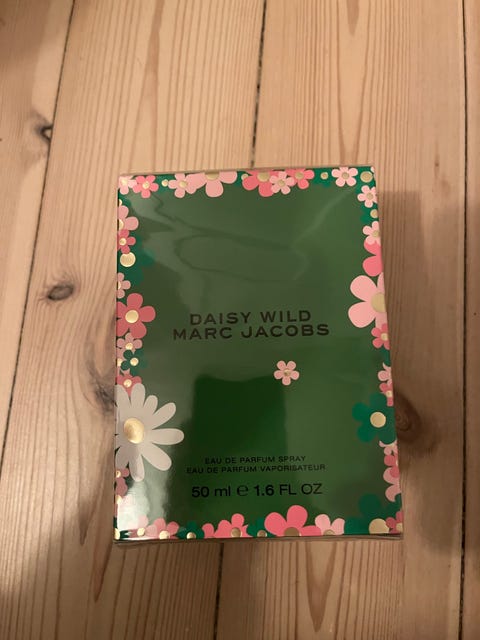 DAISY WILD
MARC JACOBS
EAU DE PARFUM SPRAY
EAU DE PARFUM VAPORISATEUR
50 ml ℮ 1.6 FL OZ